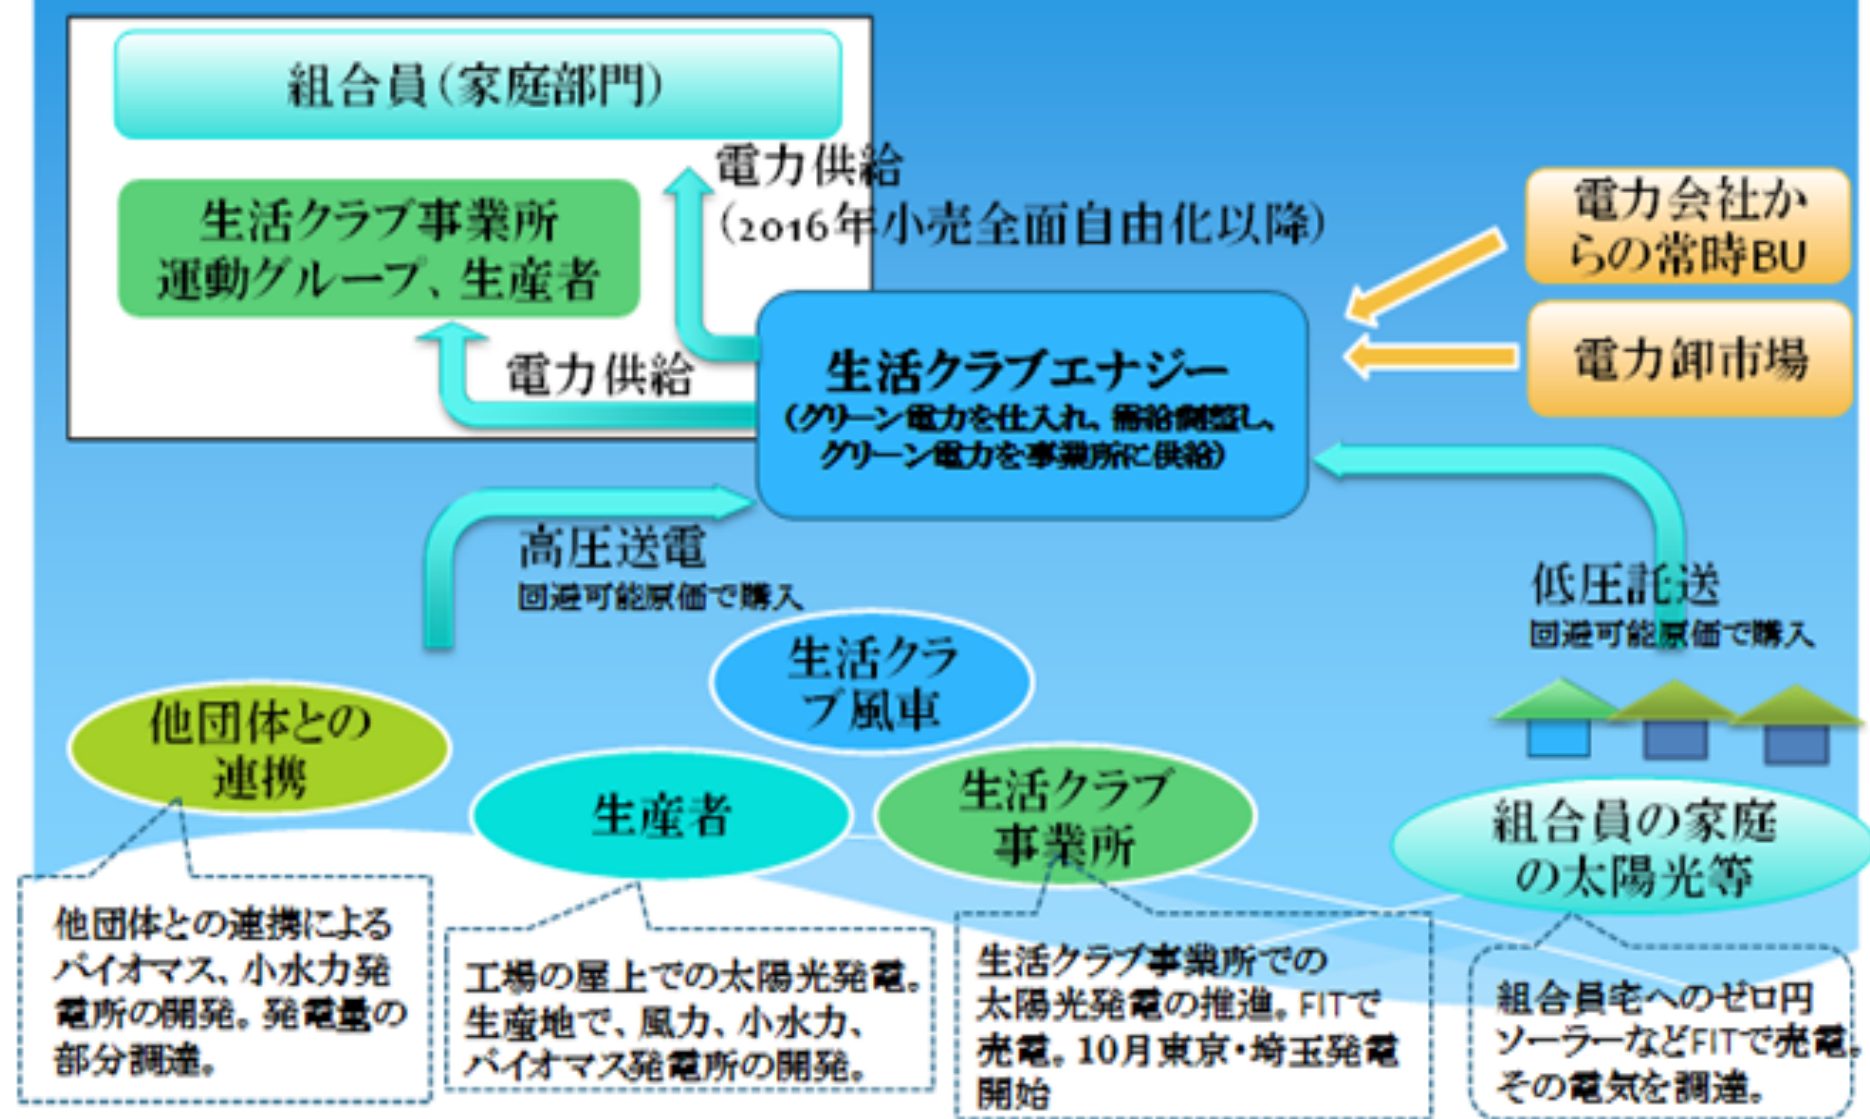 組合員(家庭部門)
生活クラブ事業所
運動グループ、生産者
電力供給
(2016年小売全面自由化以降)
電力供給
生活クラブエナジー
(グリーン電力を仕入れ、需給調整し、
グリーン電力を事業所に供給)
電力会社か
らの常時BU
電力卸市場
高圧送電
回避可能原価で購入
低圧託送
回避可能原価で購入
生活クラ
ブ風車
他団体との
連携
生産者
生活クラブ
事業所
組合員の家庭
の太陽光等
他団体との連携による
バイオマス、小水力発
電所の開発。発電量の
部分調達。
工場の屋上での太陽光発電。
生産地で、風力、小水力、
バイオマス発電所の開発。
生活クラブ事業所での
太陽光発電の推進。FITで
売電。10月東京・埼玉発電
開始
組合員宅へのゼロ円
ソーラーなどFITで売電。
その電気を調達。